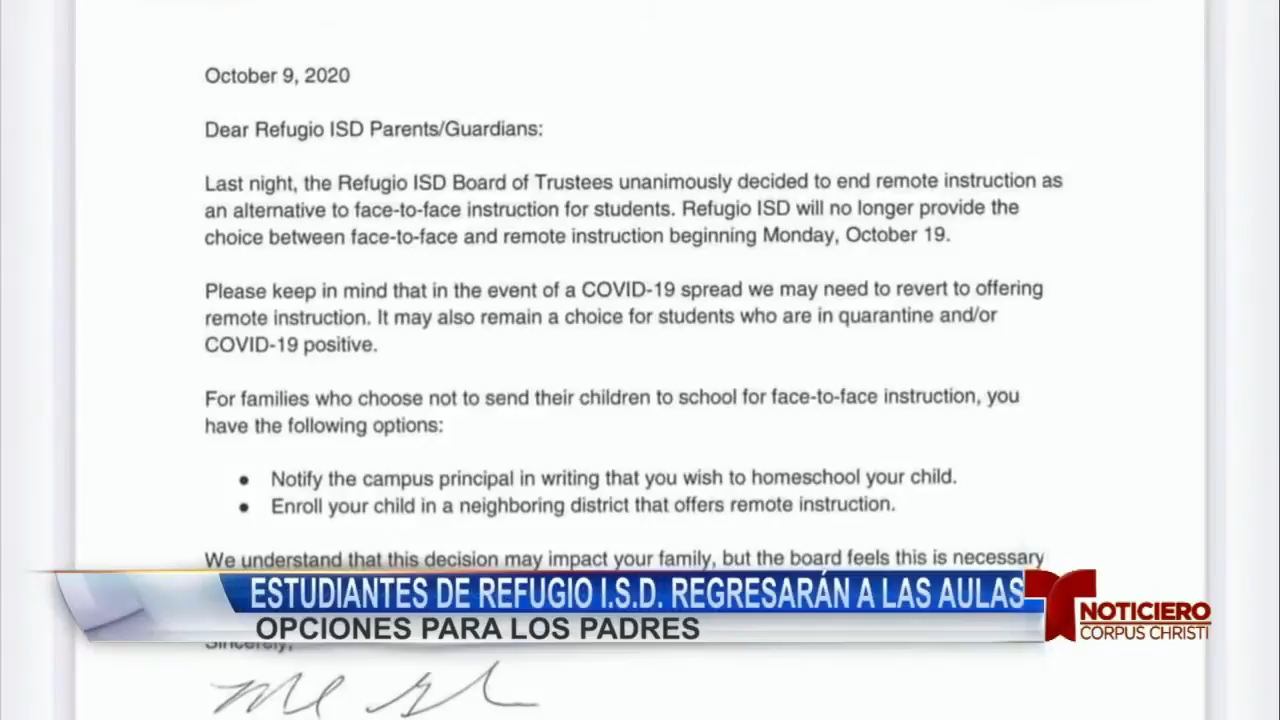 October 9, 2020
Dear Refugio ISD Parents/Guardians:
Last night, the Refugio ISD Board of Trustees unanimously decided to end remote instruction as
an alternative to face-to-face instruction for students. Refugio ISD will no longer provide the
choice between face-to-face and remote instruction beginning Monday, October 19.
Please keep in mind that in the event of a COVID-19 spread we may need to revert to offering
remote instruction. It may also remain a choice for students who are in quarantine and/or
COVID-19 positive.
For families who choose not to send their children to school for face-to-face instruction, you
have the following options:
• Notify the campus principal in writing that you wish to homeschool your child.
• Enroll your child in a neighboring district that offers remote instruction.
We understand that this decision may impact your family, but the board feels this is necessary
ESTUDIANTES DE REFUGIO I.S.D. REGRESARÁN A LAS AULAS
OPCIONES PARA LOS PADRES
NOTICIERO
CORPUS CHRISTI
Sincerely,